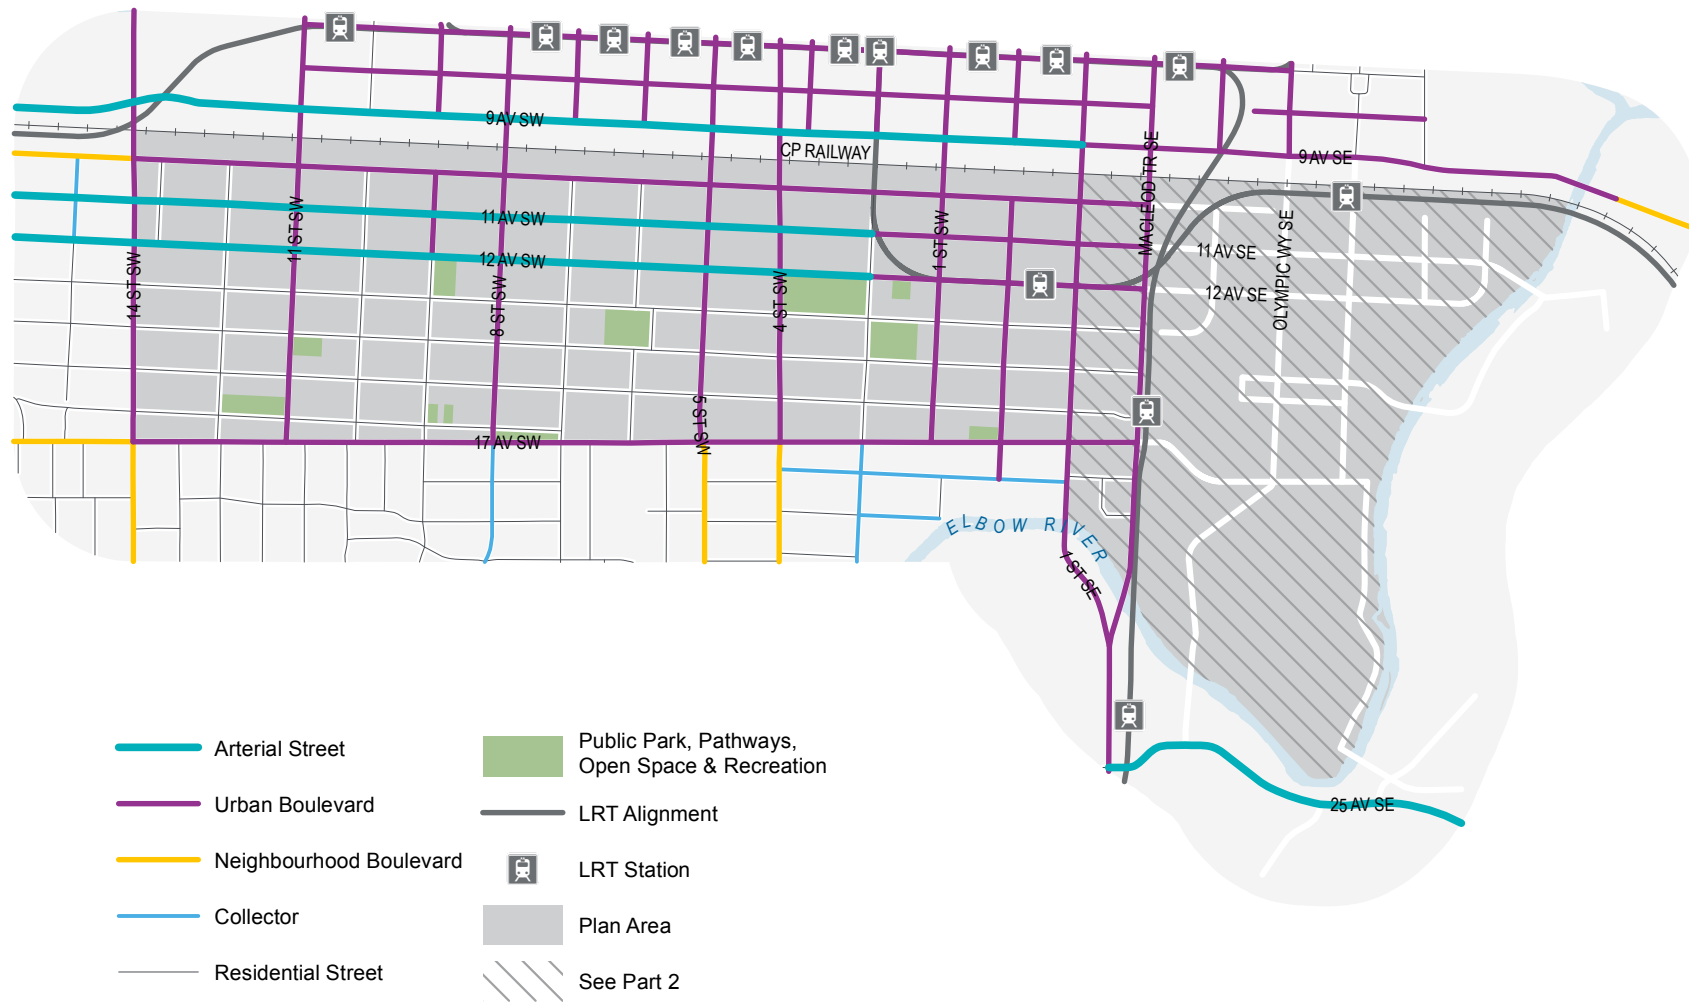 9 AV SW
CP RAILWAY
MACLEOD TR SE
9 AV SE
11 ST SW
11 AV SW
1 ST SW
11 AV SE
OLYMPIC WY SE
12 AV SW
14 ST SW
8 ST SW
4 ST SW
12 AV SE
5 ST SW
17 AV SW
ELBOW RIVER
1 ST SE
25 AV SE
Arterial Street
Urban Boulevard
Neighbourhood Boulevard
Collector
Residential Street
Public Park, Pathways,
Open Space & Recreation
LRT Alignment
LRT Station
Plan Area
See Part 2